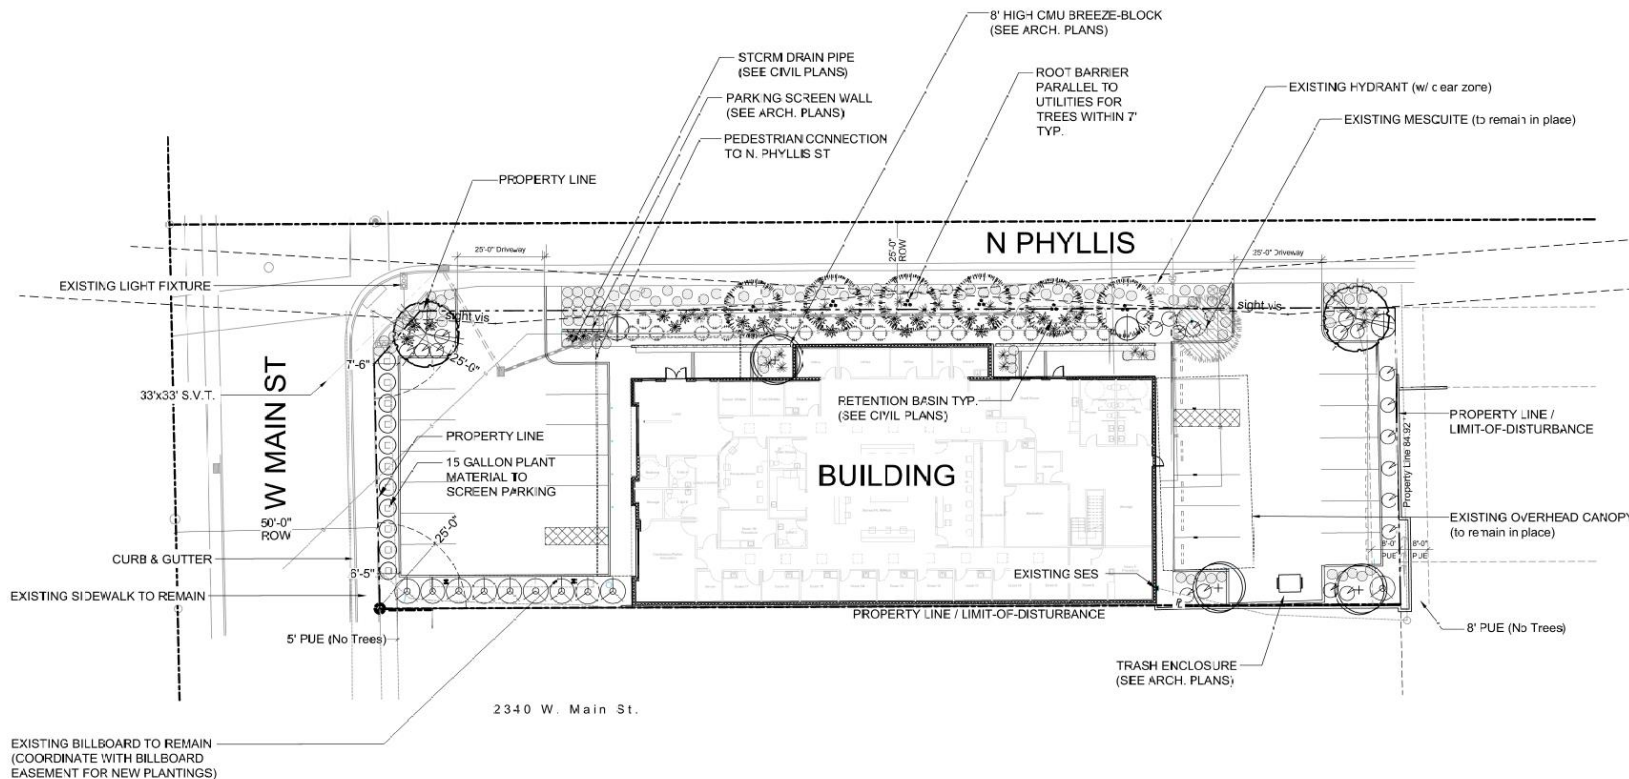 8' HIGH CMU BREEZE-BLOCK
(SEE ARCH. PLANS)
STORM DRAIN PIPE
(SEE CIVIL PLANS)
ROOT BARRIER
PARALLEL TO
UTILITIES FOR
TREES WITHIN 7'
TYP.
PARKING SCREEN WALL
(SEE ARCH. PLANS)
EXISTING HYDRANT (w/ clear zone)
EXISTING MESCUITE (to remain in place)
PEDESTRIAN CONNECTION
TO N. PHYLLIS ST
PROPERTY LINE
N PHYLLIS
25'-0" Driveway
25'-0"
ROW
25'-0" Driveway
EXISTING LIGHT FIXTURE
sight vis
sight vis
7'-6"
25'-0"
33'x33' S.V.T.
W MAIN ST
RETENTION BASIN TYP.
(SEE CIVIL PLANS)
PROPERTY LINE /
LIMIT-OF-DISTURBANCE
Property Line 84.92'
PROPERTY LINE
15 GALLON PLANT
MATERIAL TO
SCREEN PARKING
BUILDING
50'-0"
ROW
25'-0"
EXISTING OVERHEAD CANOPY
(to remain in place)
8'-0" 8'-0"
PUE PUE
CURB & GUTTER
6'-5"
EXISTING SES
EXISTING SIDEWALK TO REMAIN
PROPERTY LINE / LIMIT-OF-DISTURBANCE
8' PUE (No Trees)
5' PUE (No Trees)
TRASH ENCLOSURE
(SEE ARCH. PLANS)
2340 W. Main St.
EXISTING BILLBOARD TO REMAIN
(COORDINATE WITH BILLBOARD
EASEMENT FOR NEW PLANTINGS)